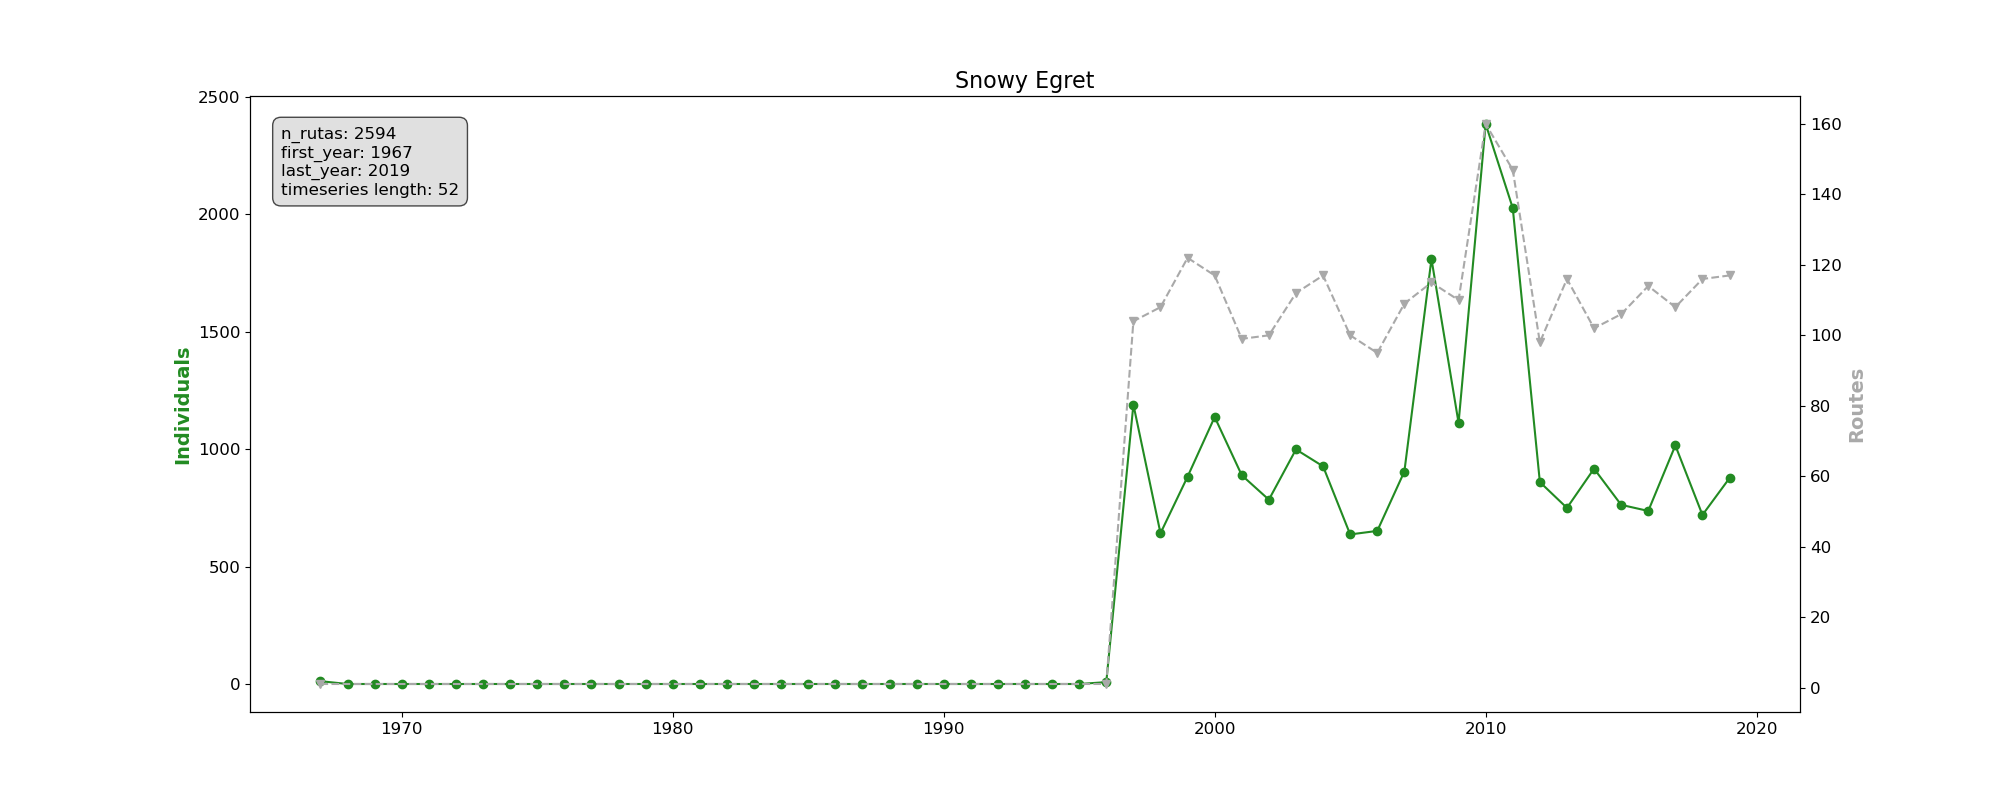 Snowy Egret
n_rutas: 2594
first_year: 1967
last_year: 2019
timeseries length: 52
2500
2000
1500
1000
500
0
Individuals
160
140
120
100
80
60
40
20
0
Routes
1970 1980 1990 2000 2010 2020